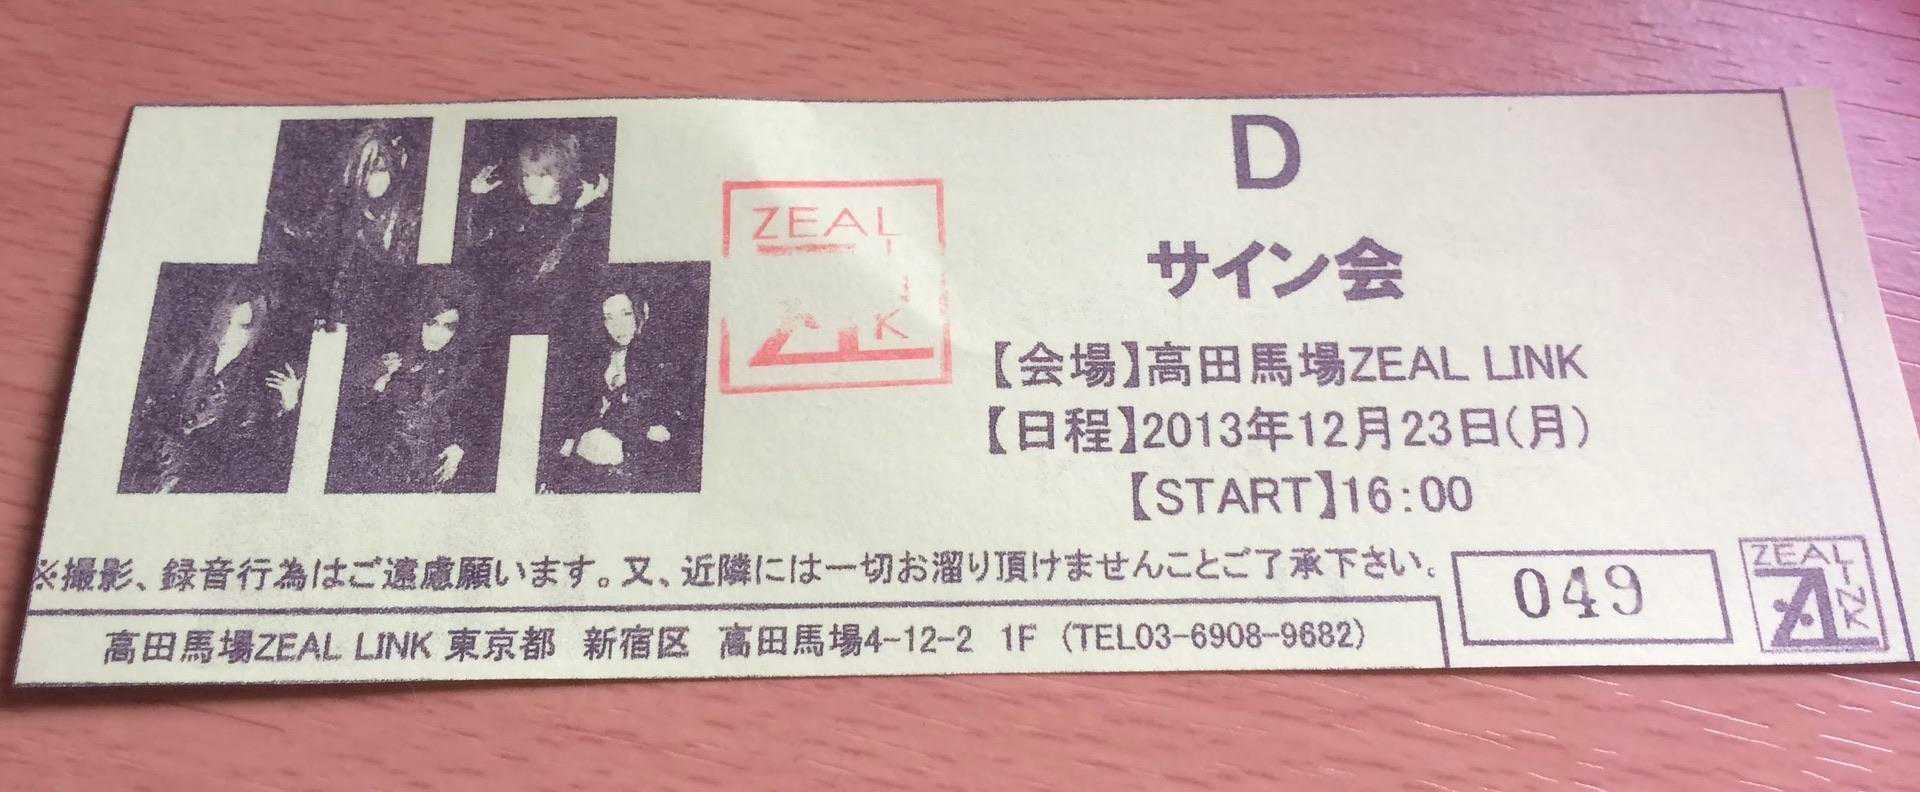 D
サイン会
【会場】高田馬場ZEAL LINK
【日程】2013年12月23日(月)
【START】16:00
ZEAL
K
※撮影、録音行為はご遠慮願います。又、近隣には一切お溜り頂けませんことご了承下さい。
049
ZEAL LINK
高田馬場ZEAL LINK 東京都 新宿区 高田馬場4-12-2 1F (TEL03-6908-9682)